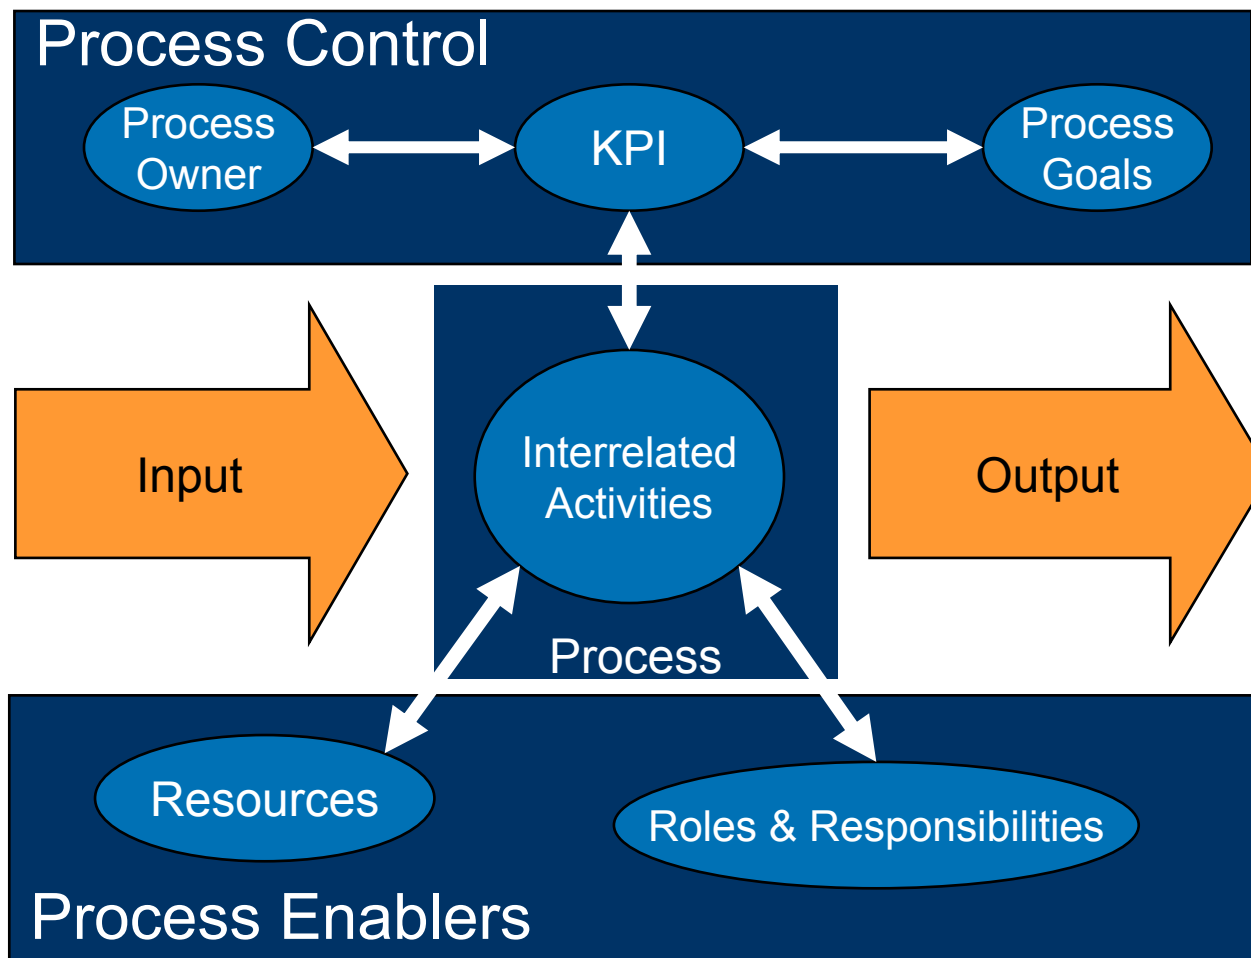 Process Control
Process
Owner
KPI
Process
Goals
Input
Interrelated
Activities
Output
Process
Resources
Roles & Responsibilities
Process Enablers